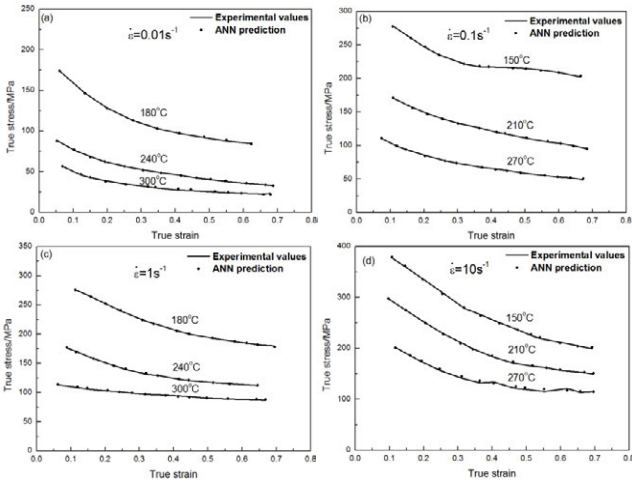 (a)
ε̇=0.01s⁻¹
Experimental values
ANN prediction
180°C
240°C
300°C
True stress/MPa
250
200
150
100
50
0
0.0 0.1 0.2 0.3 0.4 0.5 0.6 0.7 0.8
True strain
(b)
ε̇=0.1s⁻¹
Experimental values
ANN prediction
150°C
210°C
270°C
True stress/MPa
300
250
200
150
100
50
0
0.0 0.1 0.2 0.3 0.4 0.5 0.6 0.7 0.8
True strain
(c)
ε̇=1s⁻¹
Experimental values
ANN prediction
180°C
240°C
300°C
True stress/MPa
350
300
250
200
150
100
50
0
0.0 0.1 0.2 0.3 0.4 0.5 0.6 0.7 0.8
True strain
(d)
ε̇=10s⁻¹
Experimental values
ANN prediction
150°C
210°C
270°C
True stress/MPa
400
300
200
100
0
0.0 0.1 0.2 0.3 0.4 0.5 0.6 0.7 0.8
True strain